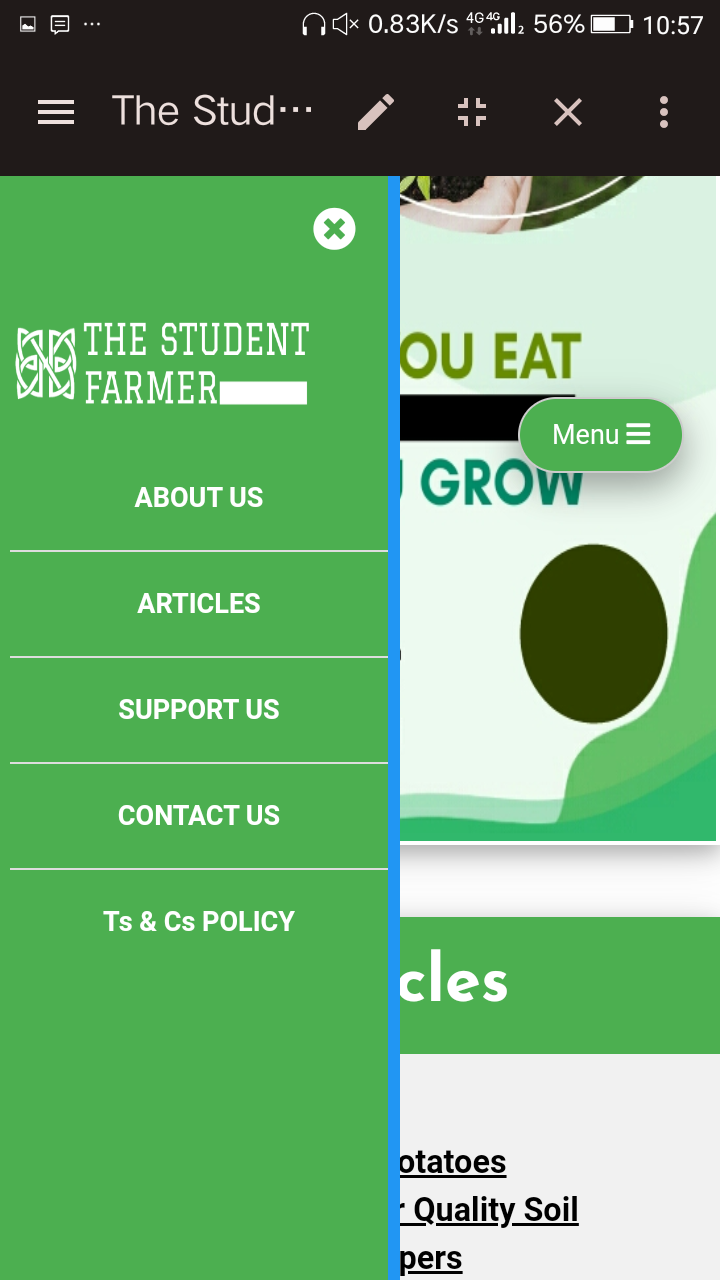 0.83K/s 4G 4G 2 56% 10:57
The Stud...
THE STUDENT
FARMER
ABOUT US
ARTICLES
SUPPORT US
CONTACT US
Ts & Cs POLICY
OU EAT
Menu
GROW
cles
otatoes
r Quality Soil
pers